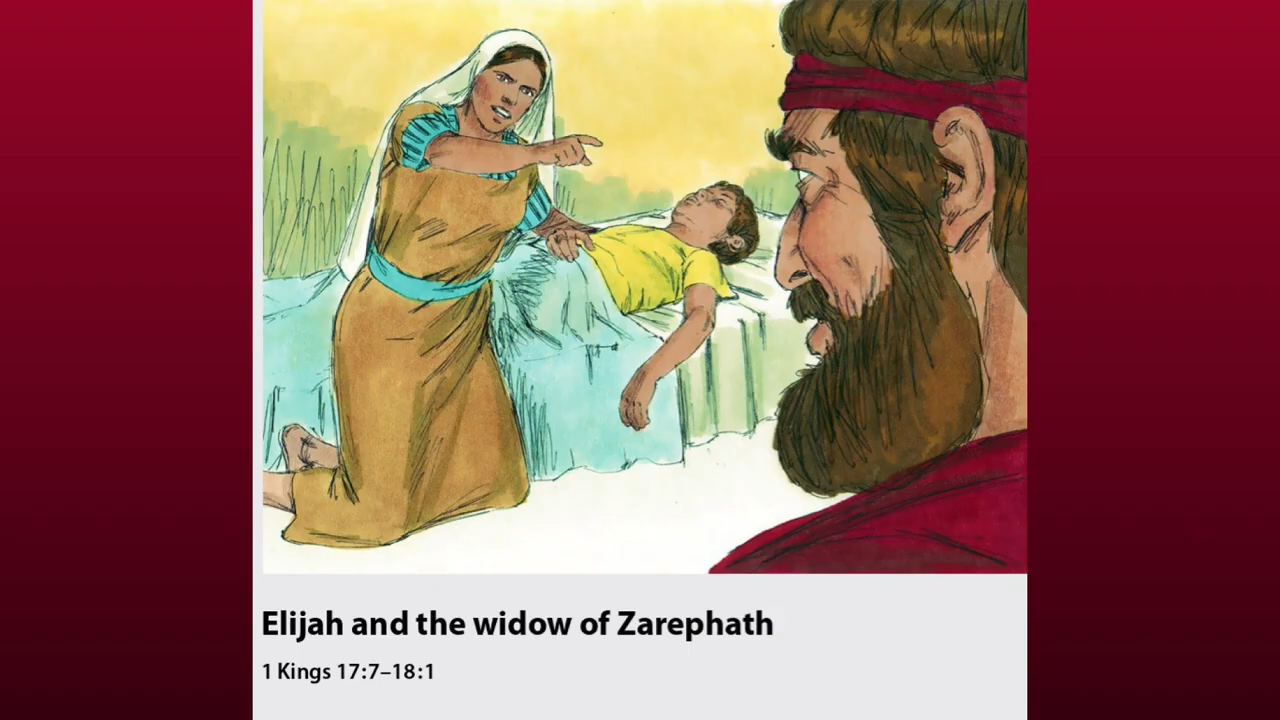 Elijah and the widow of Zarephath
1 Kings 17:7–18:1